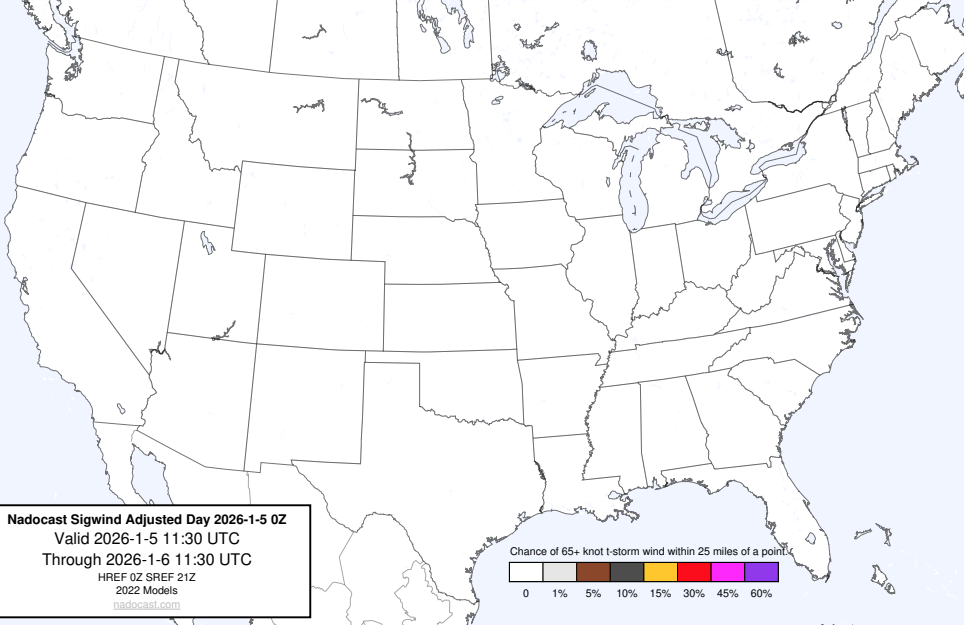 Nadocast Sigwind Adjusted Day 2026-1-5 0Z
Valid 2026-1-5 11:30 UTC
Through 2026-1-6 11:30 UTC
HREF 0Z SREF 21Z
2022 Models
nadocast.com
Chance of 65+ knot t-storm wind within 25 miles of a point.
0 1% 5% 10% 15% 30% 45% 60%